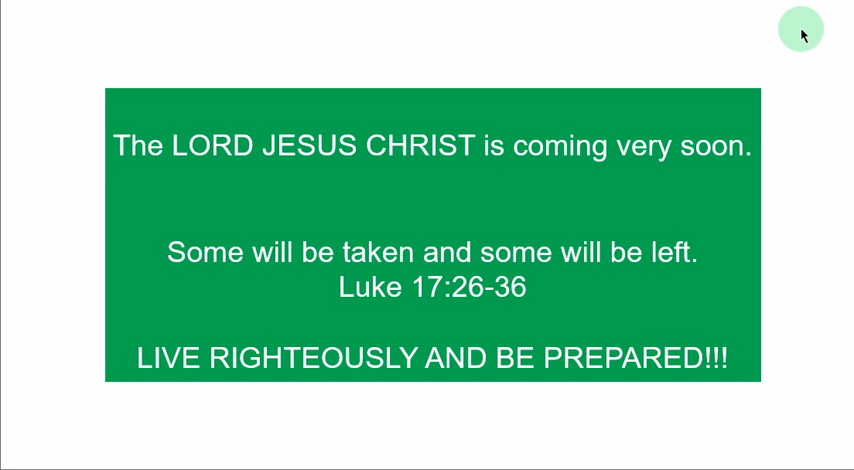 The LORD JESUS CHRIST is coming very soon.
Some will be taken and some will be left.
Luke 17:26-36
LIVE RIGHTEOUSLY AND BE PREPARED!!!